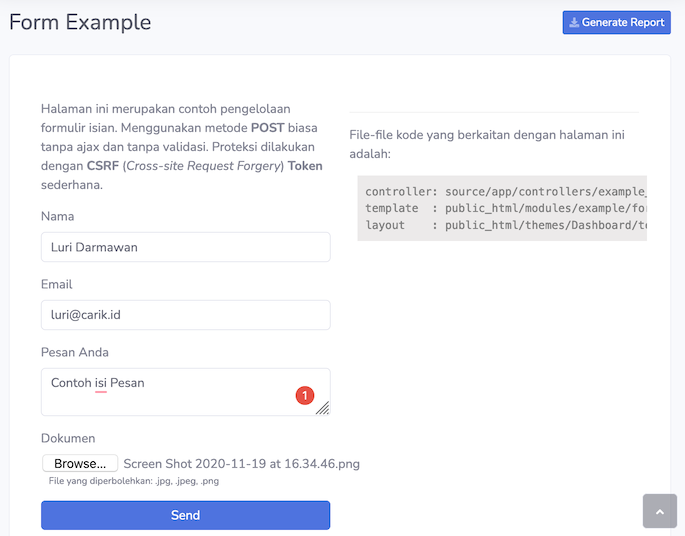 Form Example
Generate Report
Halaman ini merupakan contoh pengelolaan
formulir isian. Menggunakan metode POST biasa
tanpa ajax dan tanpa validasi. Proteksi dilakukan
dengan CSRF (Cross-site Request Forgery) Token
sederhana.
Nama
Luri Darmawan
Email
luri@carik.id
Pesan Anda
Contoh isi Pesan
1
Dokumen
Browse... Screen Shot 2020-11-19 at 16.34.46.png
File yang diperbolehkan: .jpg, .jpeg, .png
Send
File-file kode yang berkaitan dengan halaman ini
adalah:
controller: source/app/controllers/example_
template : public_html/modules/example/for
layout : public_html/themes/Dashboard/te